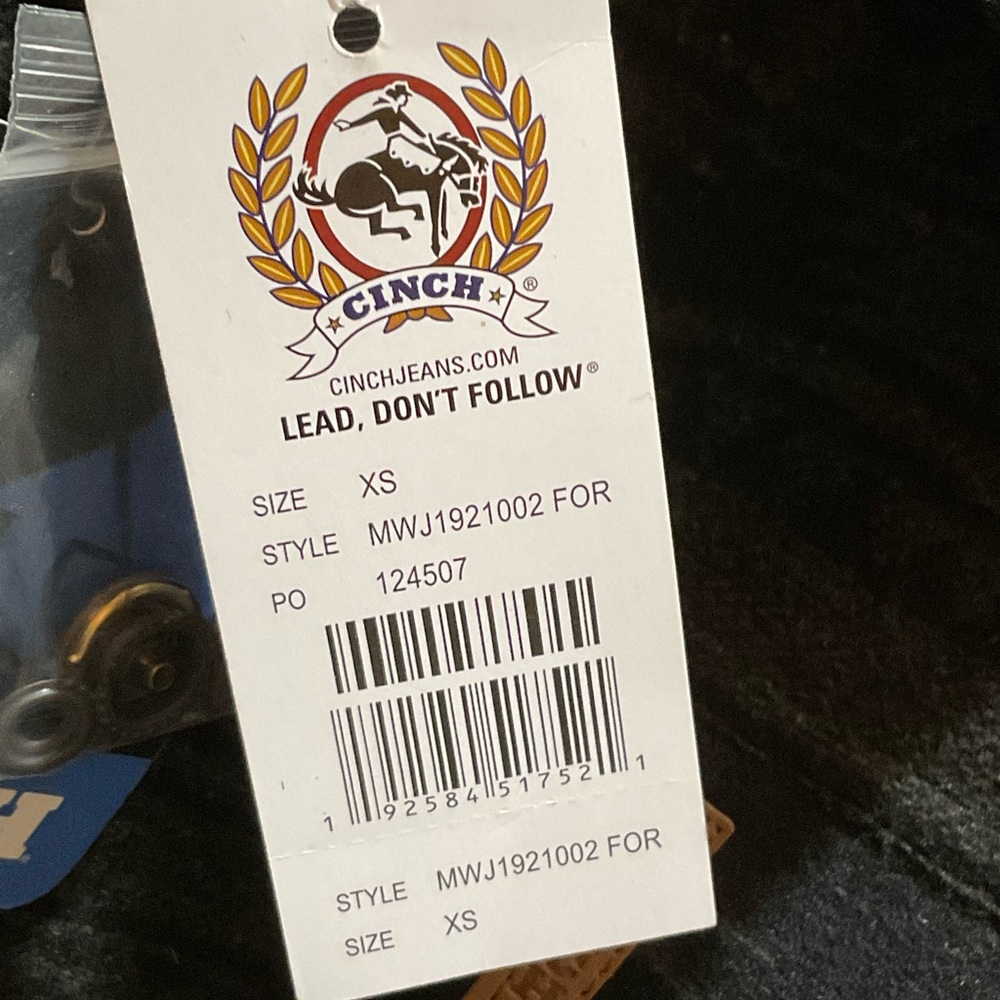 CINCH ®
CINCHJEANS.COM
LEAD, DON'T FOLLOW®
SIZE XS
STYLE MWJ1921002 FOR
PO 124507
1 92584 51752 1
STYLE MWJ1921002 FOR
SIZE XS